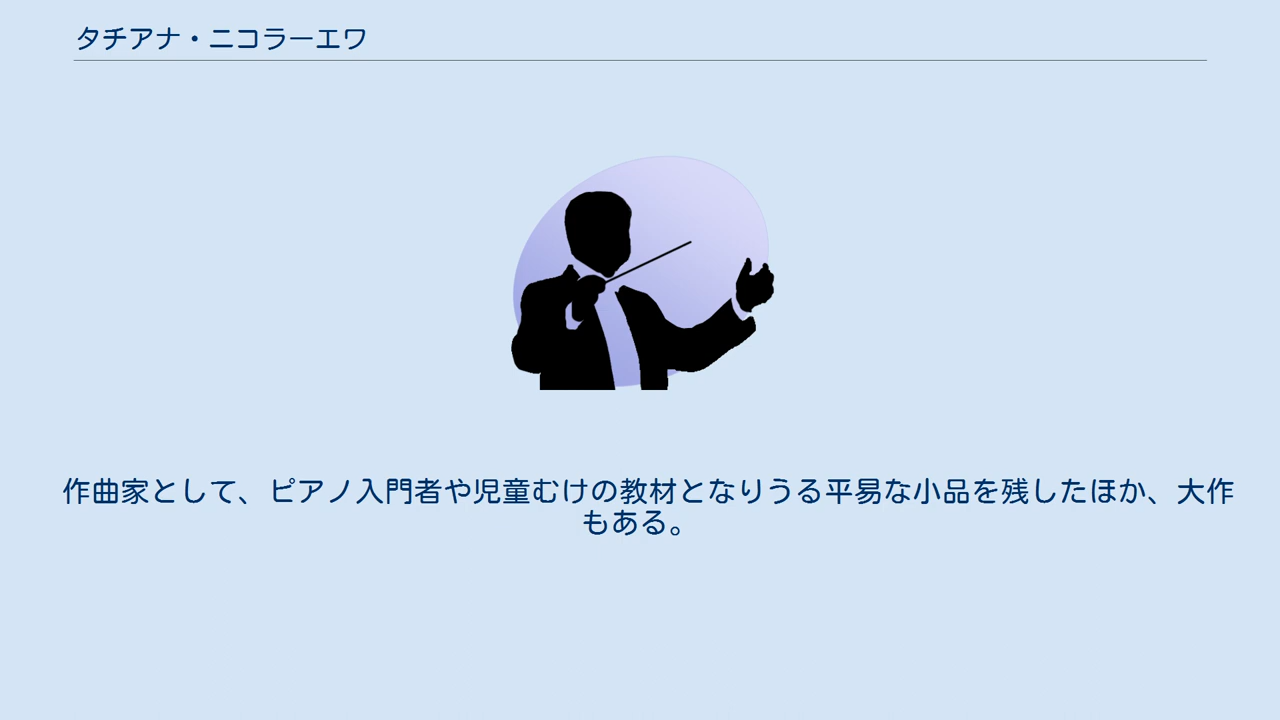 タチアナ・ニコラーエワ
作曲家として、ピアノ入門者や児童むけの教材となりうる平易な小品を残したほか、大作
もある。